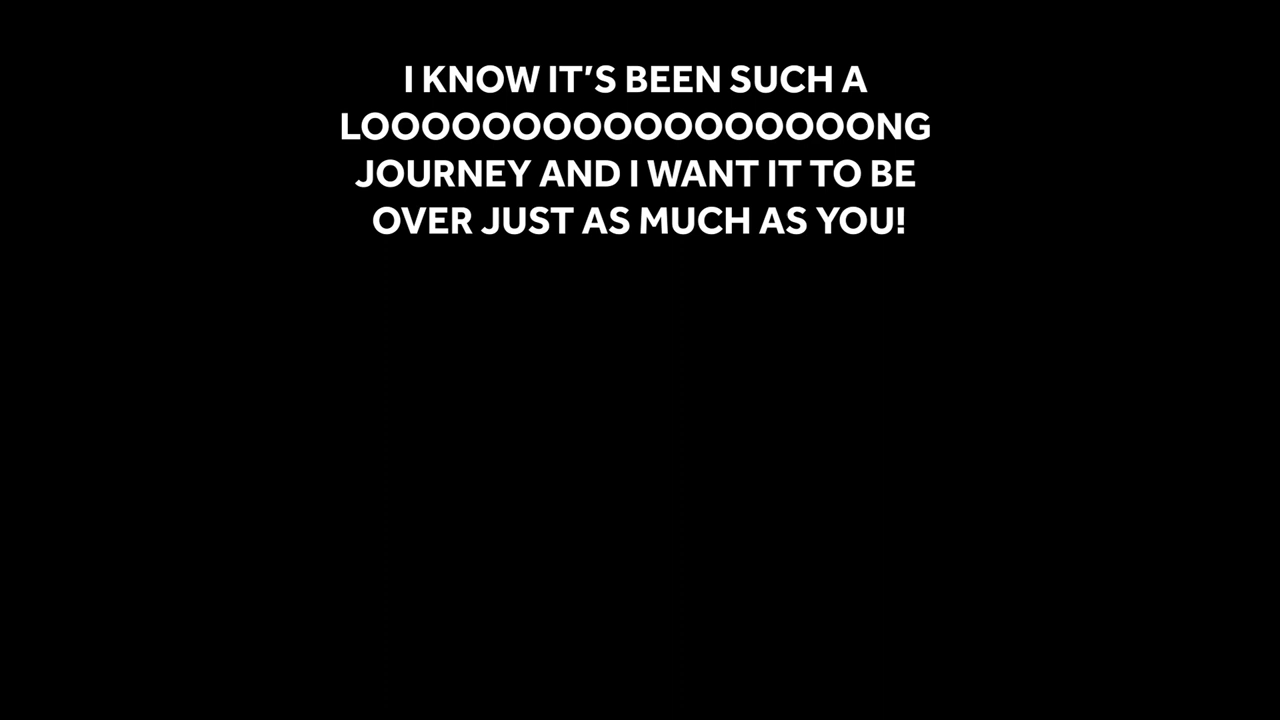 I KNOW IT’S BEEN SUCH A
LOOOOOOOOOOOOOOOOONG
JOURNEY AND I WANT IT TO BE
OVER JUST AS MUCH AS YOU!